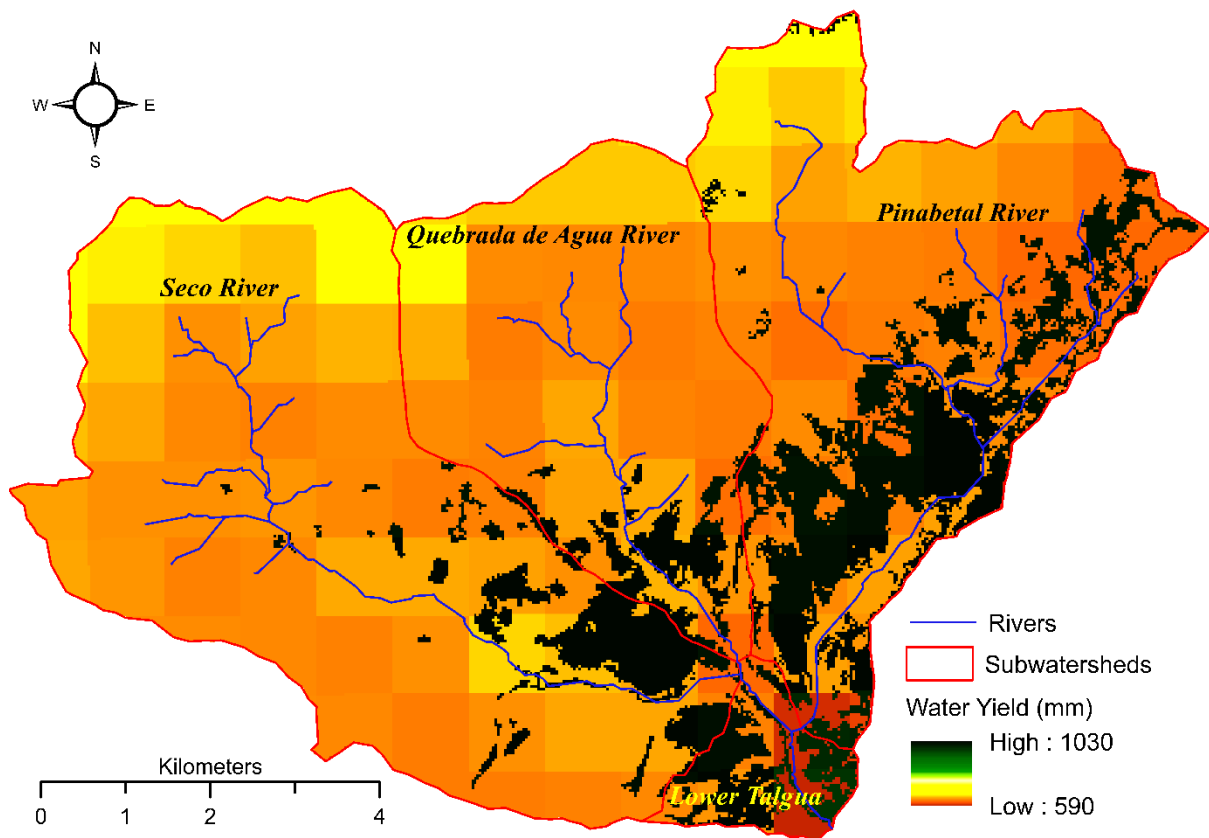 N
W E
S
Pinabetal River
Quebrada de Agua River
Seco River
Rivers
Subwatersheds
Water Yield (mm)
High : 1030
Low : 590
Kilometers
0 2 4
Lower Talgua